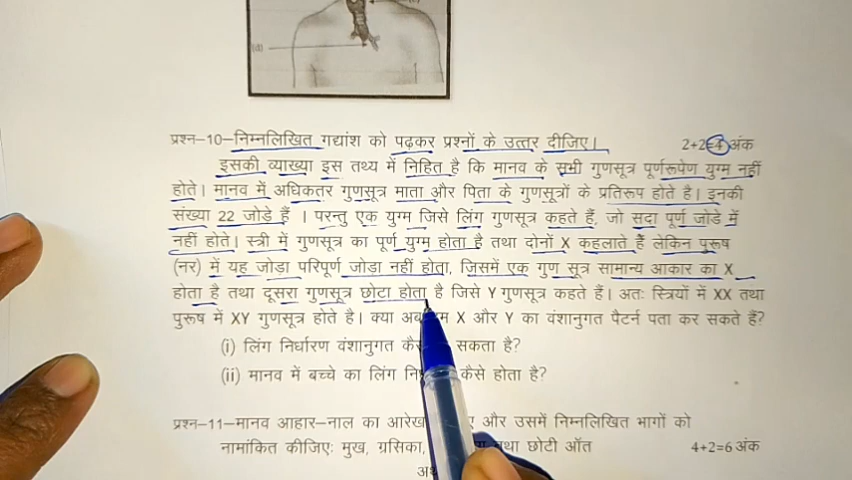 प्रश्न–10–निम्नलिखित गद्यांश को पढ़कर प्रश्नों के उत्तर दीजिए। 2+2=4 अंक
इसकी व्याख्या इस तथ्य में निहित है कि मानव के सभी गुणसूत्र पूर्णरूपेण युग्म नहीं
होते। मानव में अधिकतर गुणसूत्र माता और पिता के गुणसूत्रों के प्रतिरूप होते है। इनकी
संख्या 22 जोडे हैं । परन्तु एक युग्म जिसे लिंग गुणसूत्र कहते हैं, जो सदा पूर्ण जोडे में
नहीं होते। स्त्री में गुणसूत्र का पूर्ण युग्म होता है तथा दोनों X कहलाते है लेकिन पुरूष
(नर) में यह जोड़ा परिपूर्ण जोड़ा नहीं होता, जिसमें एक गुण सूत्र सामान्य आकार का X
होता है तथा दूसरा गुणसूत्र छोटा होता है जिसे Y गुणसूत्र कहते हैं। अतः स्त्रियों में XX तथा
पुरूष में XY गुणसूत्र होते है। क्या अब X और Y का वंशानुगत पैटर्न पता कर सकते हैं?
(i) लिंग निर्धारण वंशानुगत सकता है?
(ii) मानव में बच्चे का लिंग कैसे होता है?
प्रश्न–11–मानव आहार–नाल का और उसमें निम्नलिखित भागों को
नामांकित कीजिएः मुख, ग्रसिका, तथा छोटी ऑंत 4+2=6 अंक